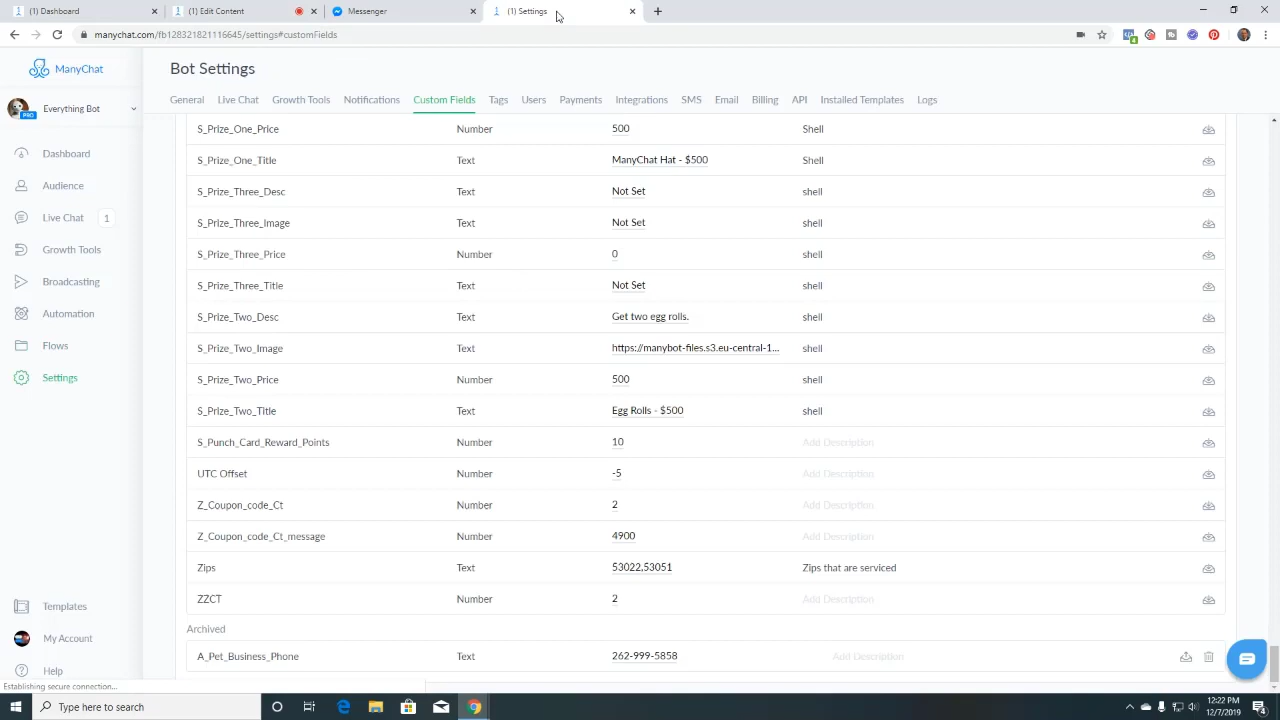 (1) Dashboard
(1) Edit Content
Messenger
(1) Settings
manychat.com/fb128321821116645/settings#customFields
ManyChat
Bot Settings
General Live Chat Growth Tools Notifications Custom Fields Tags Users Payments Integrations SMS Email Billing API Installed Templates Logs
PRO
Everything Bot
Dashboard
Audience
Live Chat 1
Growth Tools
Broadcasting
Automation
Flows
Settings
Templates
My Account
Help
S_Prize_One_Price Number 500 Shell
S_Prize_One_Title Text ManyChat Hat - $500 Shell
S_Prize_Three_Desc Text Not Set shell
S_Prize_Three_Image Text Not Set shell
S_Prize_Three_Price Number 0 shell
S_Prize_Three_Title Text Not Set shell
S_Prize_Two_Desc Text Get two egg rolls. shell
S_Prize_Two_Image Text https://manybot-files.s3.eu-central-1... shell
S_Prize_Two_Price Number 500 shell
S_Prize_Two_Title Text Egg Rolls - $500 shell
S_Punch_Card_Reward_Points Number 10 Add Description
UTC Offset Number -5 Add Description
Z_Coupon_code_Ct Number 2 Add Description
Z_Coupon_code_Ct_message Number 4900 Add Description
Zips Text 53022,53051 Zips that are serviced
ZZCT Number 2 Add Description
Archived
A_Pet_Business_Phone Text 262-999-5858 Add Description
Establishing secure connection...
Type here to search
12:22 PM
12/7/2019
4